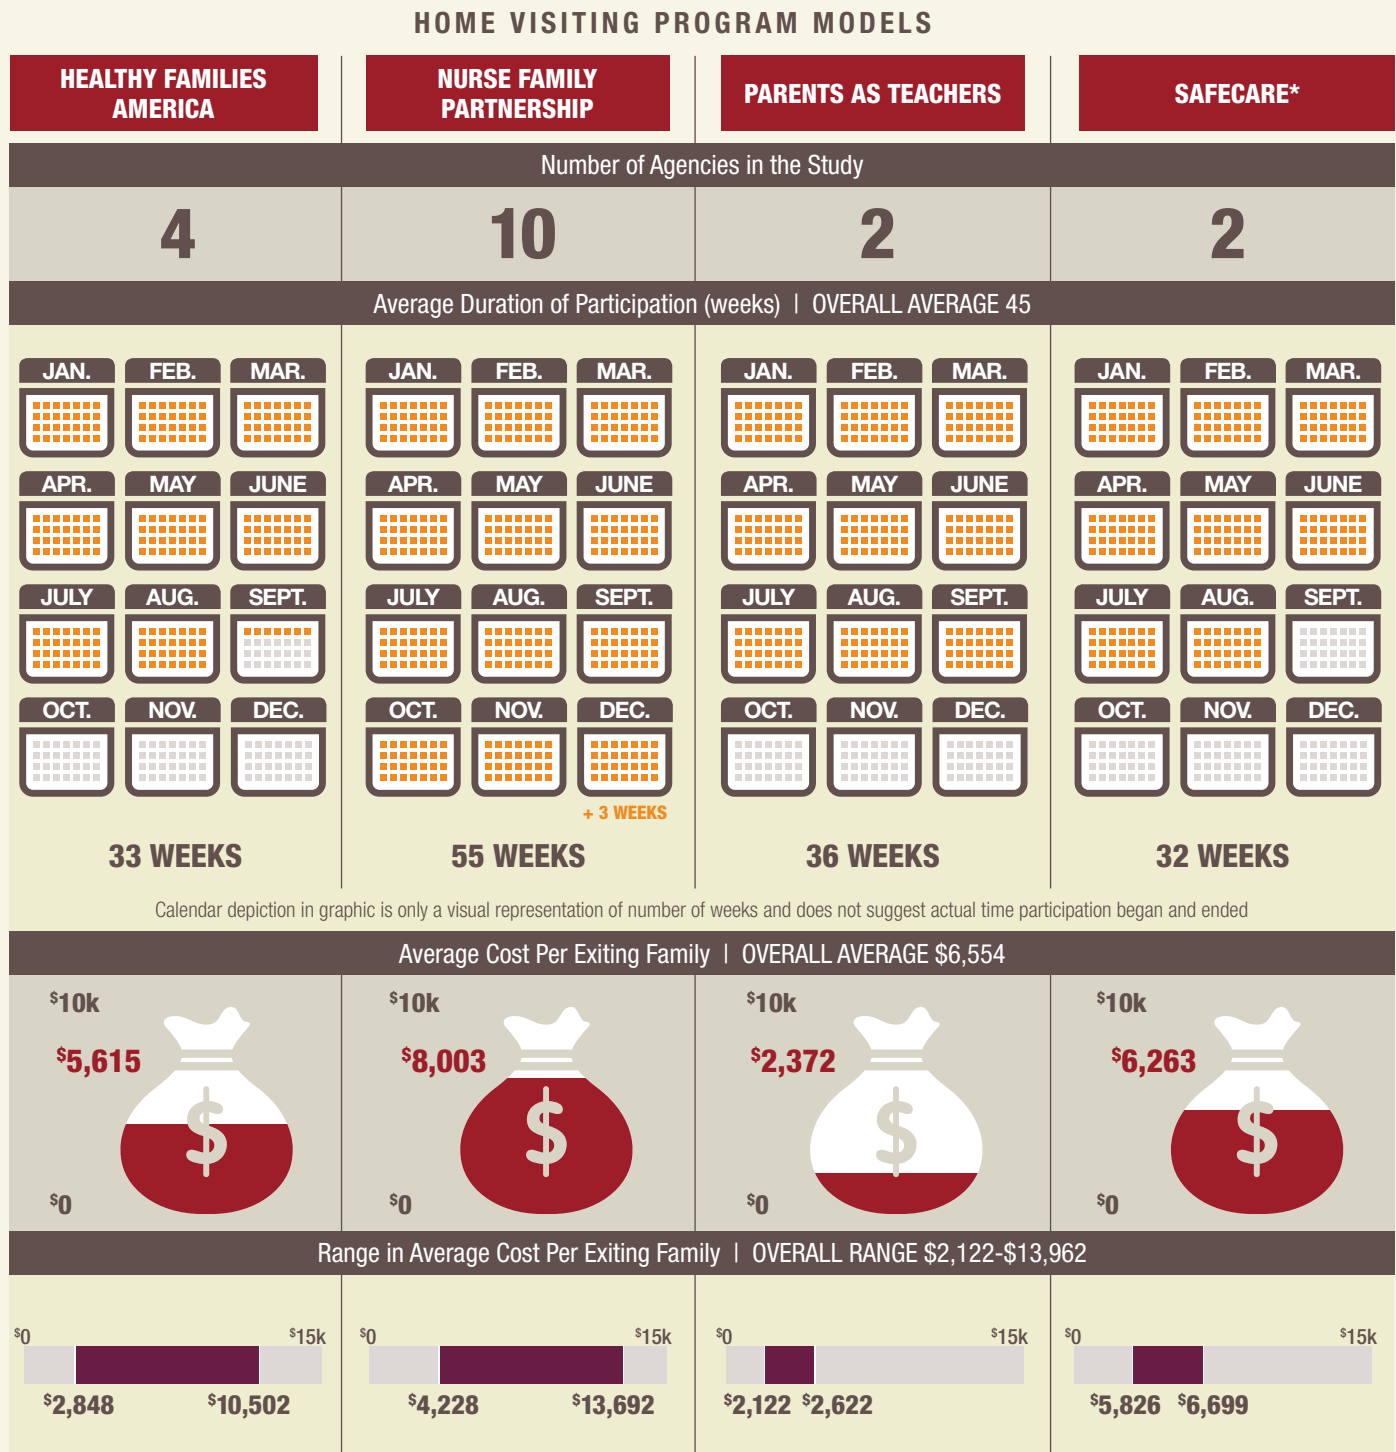 HOME VISITING PROGRAM MODELS
HEALTHY FAMILIES
AMERICA
NURSE FAMILY
PARTNERSHIP
PARENTS AS TEACHERS
SAFECARE*
Number of Agencies in the Study
4
10
2
2
Average Duration of Participation (weeks) | OVERALL AVERAGE 45
JAN. FEB. MAR.
APR. MAY JUNE
JULY AUG. SEPT.
OCT. NOV. DEC.
33 WEEKS
JAN. FEB. MAR.
APR. MAY JUNE
JULY AUG. SEPT.
OCT. NOV. DEC.
+ 3 WEEKS
55 WEEKS
JAN. FEB. MAR.
APR. MAY JUNE
JULY AUG. SEPT.
OCT. NOV. DEC.
36 WEEKS
JAN. FEB. MAR.
APR. MAY JUNE
JULY AUG. SEPT.
OCT. NOV. DEC.
32 WEEKS
Calendar depiction in graphic is only a visual representation of number of weeks and does not suggest actual time participation began and ended
Average Cost Per Exiting Family | OVERALL AVERAGE $6,554
$10k
$5,615
$
$0
$10k
$8,003
$
$0
$10k
$2,372
$
$0
$10k
$6,263
$
$0
Range in Average Cost Per Exiting Family | OVERALL RANGE $2,122-$13,962
$0 $15k
$2,848 $10,502
$0 $15k
$4,228 $13,692
$0 $15k
$2,122 $2,622
$0 $15k
$5,826 $6,699